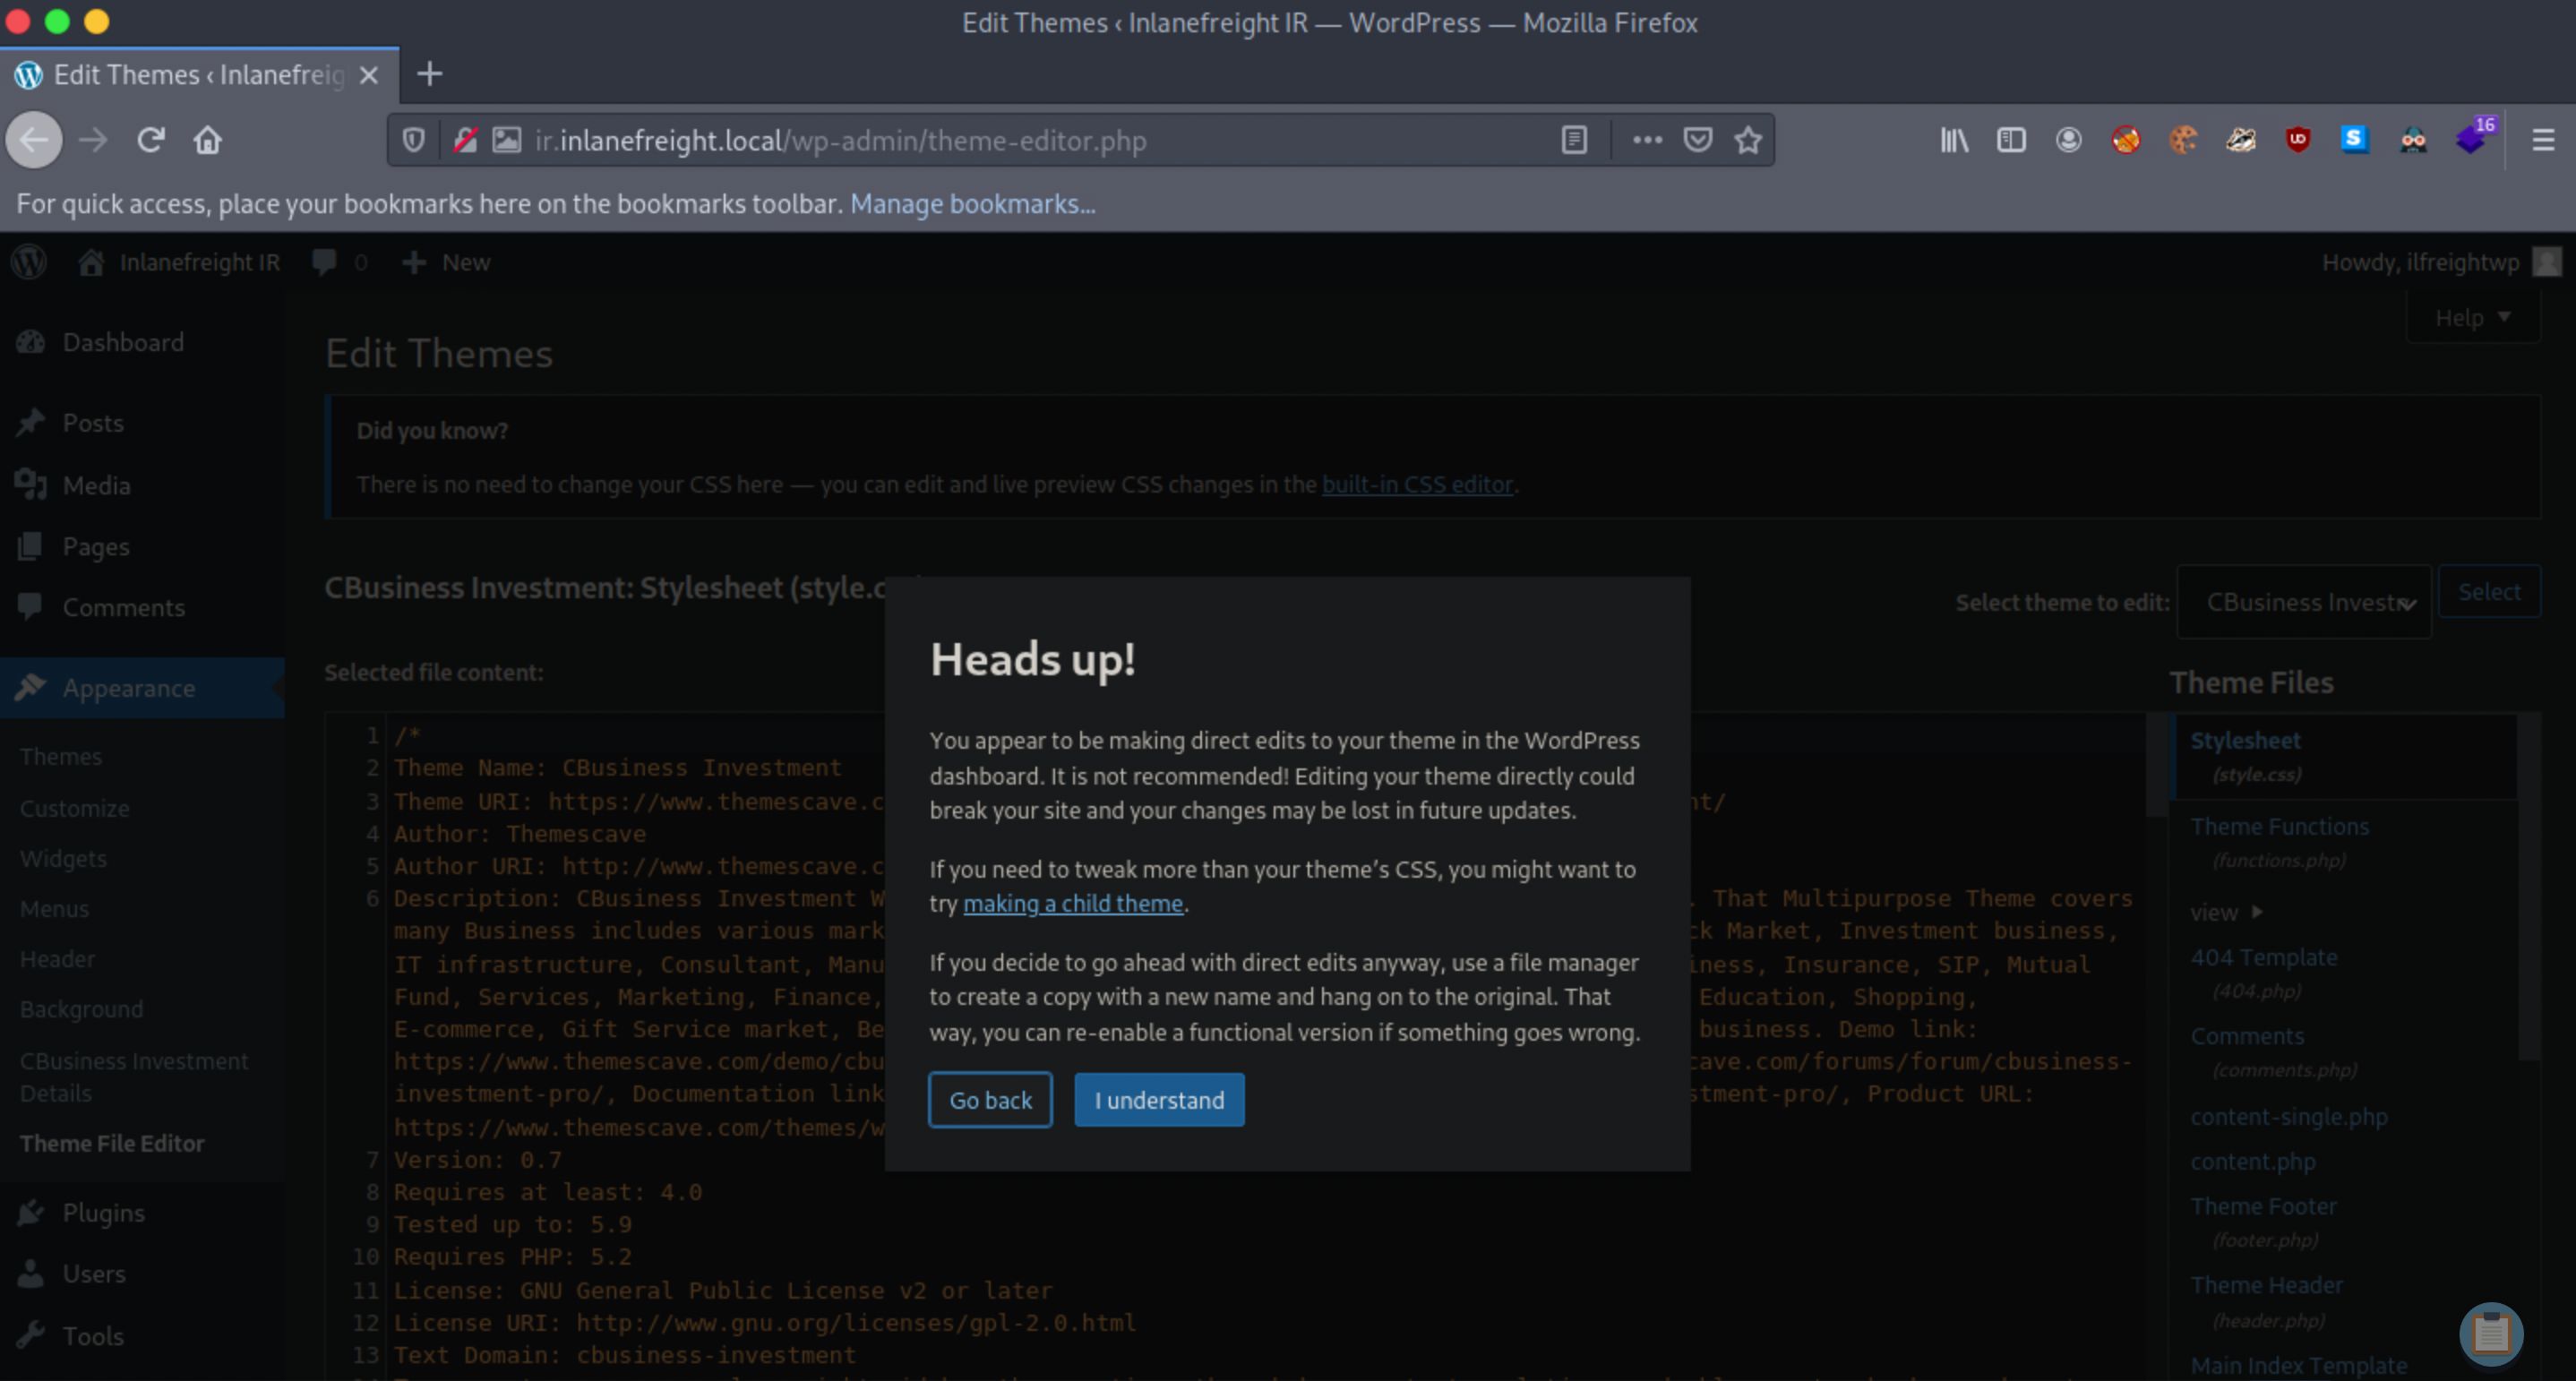 Edit Themes ‹ Inlanefreight IR — WordPress — Mozilla Firefox
Edit Themes ‹ Inlanefreig
ir.inlanefreight.local/wp-admin/theme-editor.php
16
For quick access, place your bookmarks here on the bookmarks toolbar. Manage bookmarks...
Inlanefreight IR 0 New
Howdy, ilfreightwp
Help
Dashboard
Posts
Media
Pages
Comments
Appearance
Themes
Customize
Widgets
Menus
Header
Background
CBusiness Investment
Details
Theme File Editor
Plugins
Users
Tools
Edit Themes
Did you know?
There is no need to change your CSS here — you can edit and live preview CSS changes in the built-in CSS editor.
CBusiness Investment: Stylesheet (style.c
Select theme to edit: CBusiness Investm Select
Selected file content:
1 /*
2 Theme Name: CBusiness Investment
3 Theme URI: https://www.themescave.c nt/
4 Author: Themescave
5 Author URI: http://www.themescave.c
6 Description: CBusiness Investment W . That Multipurpose Theme covers
many Business includes various mark ck Market, Investment business,
IT infrastructure, Consultant, Manu iness, Insurance, SIP, Mutual
Fund, Services, Marketing, Finance, Education, Shopping,
E-commerce, Gift Service market, Be business. Demo link:
https://www.themescave.com/demo/cbu cave.com/forums/forum/cbusiness-
investment-pro/, Documentation link stment-pro/, Product URL:
https://www.themescave.com/themes/w
7 Version: 0.7
8 Requires at least: 4.0
9 Tested up to: 5.9
10 Requires PHP: 5.2
11 License: GNU General Public License v2 or later
12 License URI: http://www.gnu.org/licenses/gpl-2.0.html
13 Text Domain: cbusiness-investment
Heads up!
You appear to be making direct edits to your theme in the WordPress
dashboard. It is not recommended! Editing your theme directly could
break your site and your changes may be lost in future updates.
If you need to tweak more than your theme’s CSS, you might want to
try making a child theme.
If you decide to go ahead with direct edits anyway, use a file manager
to create a copy with a new name and hang on to the original. That
way, you can re-enable a functional version if something goes wrong.
Go back
I understand
Theme Files
Stylesheet
(style.css)
Theme Functions
(functions.php)
view
404 Template
(404.php)
Comments
(comments.php)
content-single.php
content.php
Theme Footer
(footer.php)
Theme Header
(header.php)
Main Index Template